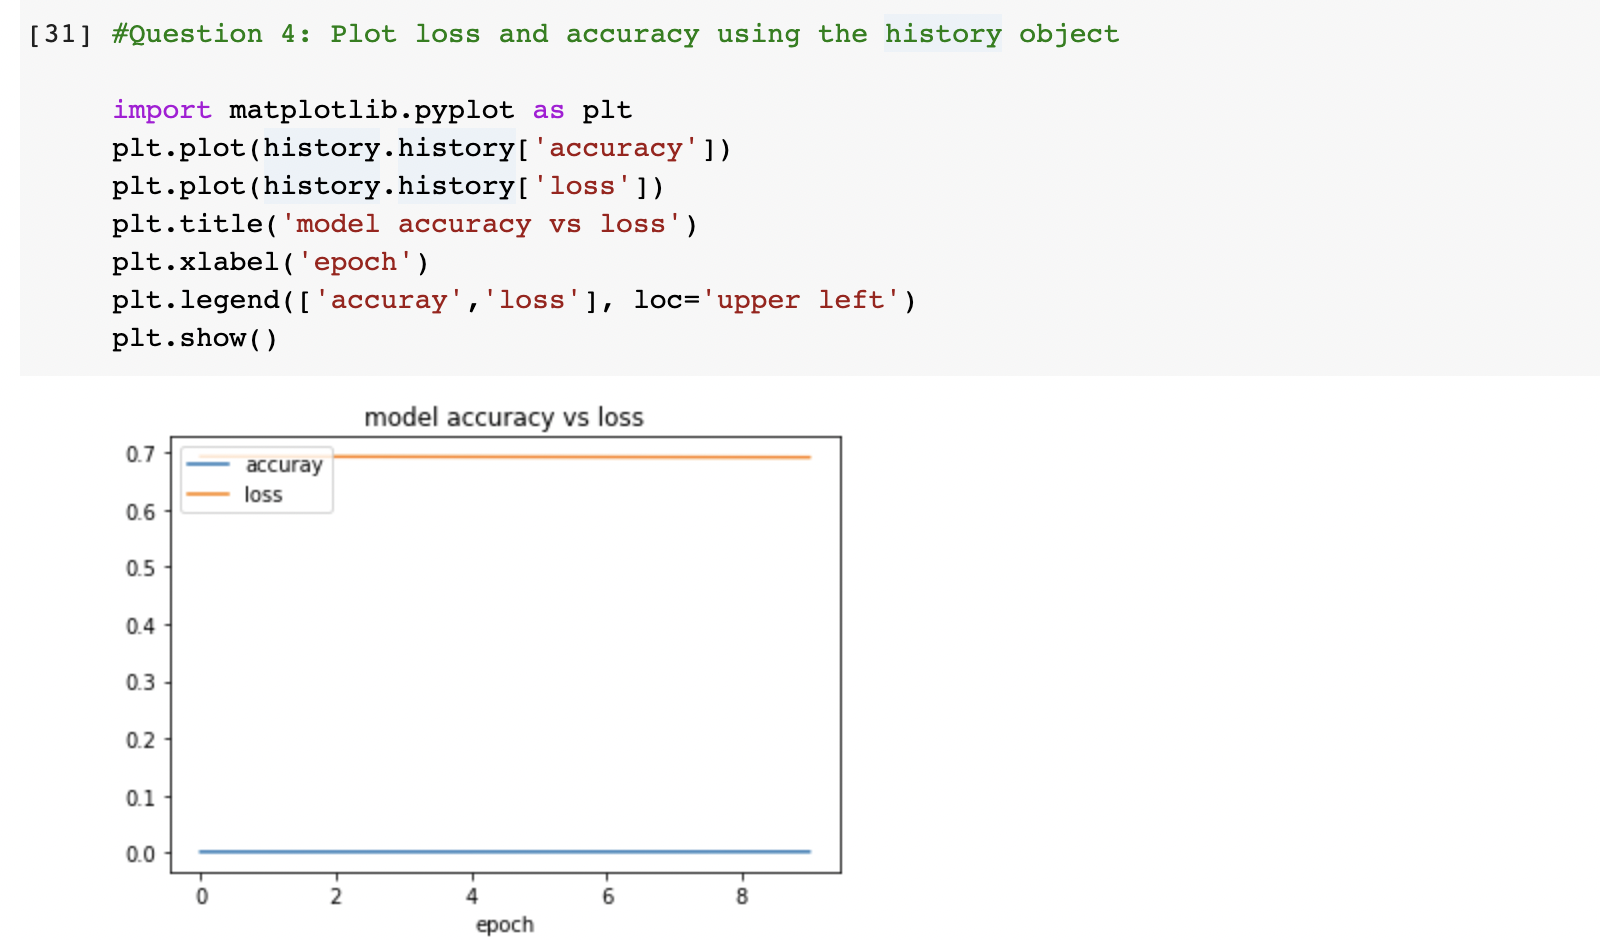 [31] #Question 4: Plot loss and accuracy using the history object
import matplotlib.pyplot as plt
plt.plot(history.history['accuracy'])
plt.plot(history.history['loss'])
plt.title('model accuracy vs loss')
plt.xlabel('epoch')
plt.legend(['accuray','loss'], loc='upper left')
plt.show()
model accuracy vs loss
accuray
loss
0.7
0.6
0.5
0.4
0.3
0.2
0.1
0.0
0 2 4 6 8
epoch